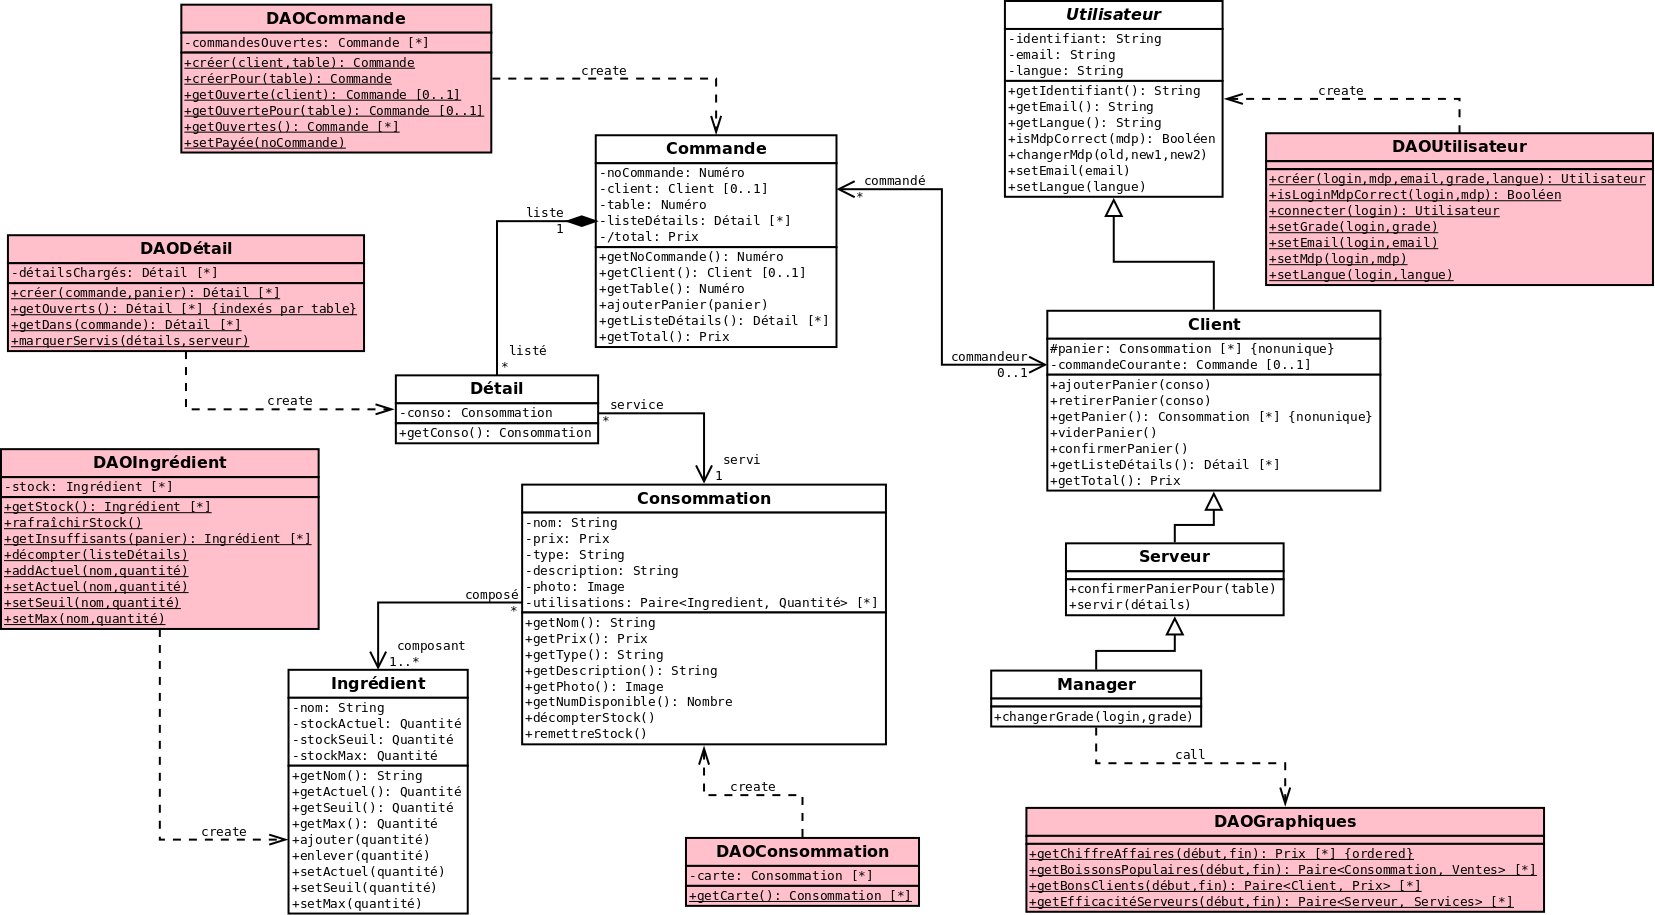 DAOCommande
-commandesOuvertes: Commande [*]
+créer(client,table): Commande
+créerPour(table): Commande
+getOuverte(client): Commande [0..1]
+getOuvertePour(table): Commande [0..1]
+getOuvertes(): Commande [*]
+setPayée(noCommande)
create
Utilisateur
-identifiant: String
-email: String
-langue: String
+getIdentifiant(): String
+getEmail(): String
+getLangue(): String
+isMdpCorrect(mdp): Booléen
+changerMdp(old,new1,new2)
+setEmail(email)
+setLangue(langue)
create
DAOUtilisateur
+créer(login,mdp,email,grade,langue): Utilisateur
+isLoginMdpCorrect(login,mdp): Booléen
+connecter(login): Utilisateur
+setGrade(login,grade)
+setEmail(login,email)
+setMdp(login,mdp)
+setLangue(login,langue)
Commande
-noCommande: Numéro
-client: Client [0..1]
-table: Numéro
-listeDétails: Détail [*]
-/total: Prix
+getNoCommande(): Numéro
+getClient(): Client [0..1]
+getTable(): Numéro
+ajouterPanier(panier)
+getListeDétails(): Détail [*]
+getTotal(): Prix
commandé
*
commandeur
0..1
liste
1
listé
*
DAODétail
-détailsChargés: Détail [*]
+créer(commande,panier): Détail [*]
+getOuverts(): Détail [*] {indexés par table}
+getDans(commande): Détail [*]
+marquerServis(détails,serveur)
create
Détail
-conso: Consommation
+getConso(): Consommation
service
*
servi
1
Client
#panier: Consommation [*] {nonunique}
-commandeCourante: Commande [0..1]
+ajouterPanier(conso)
+retirerPanier(conso)
+getPanier(): Consommation [*] {nonunique}
+viderPanier()
+confirmerPanier()
+getListeDétails(): Détail [*]
+getTotal(): Prix
DAOIngrédient
-stock: Ingrédient [*]
+getStock(): Ingrédient [*]
+rafraîchirStock()
+getInsuffisants(panier): Ingrédient [*]
+décompter(listeDétails)
+addActuel(nom,quantité)
+setActuel(nom,quantité)
+setSeuil(nom,quantité)
+setMax(nom,quantité)
create
Consommation
-nom: String
-prix: Prix
-type: String
-description: String
-photo: Image
-utilisations: Paire<Ingredient, Quantité> [*]
+getNom(): String
+getPrix(): Prix
+getType(): String
+getDescription(): String
+getPhoto(): Image
+getNumDisponible(): Nombre
+décompterStock()
+remettreStock()
composé
*
composant
1..*
Ingrédient
-nom: String
-stockActuel: Quantité
-stockSeuil: Quantité
-stockMax: Quantité
+getNom(): String
+getActuel(): Quantité
+getSeuil(): Quantité
+getMax(): Quantité
+ajouter(quantité)
+enlever(quantité)
+setActuel(quantité)
+setSeuil(quantité)
+setMax(quantité)
create
DAOConsommation
-carte: Consommation [*]
+getCarte(): Consommation [*]
Serveur
+confirmerPanierPour(table)
+servir(détails)
Manager
+changerGrade(login,grade)
call
DAOGraphiques
+getChiffreAffaires(début,fin): Prix [*] {ordered}
+getBoissonsPopulaires(début,fin): Paire<Consommation, Ventes> [*]
+getBonsClients(début,fin): Paire<Client, Prix> [*]
+getEfficacitéServeurs(début,fin): Paire<Serveur, Services> [*]